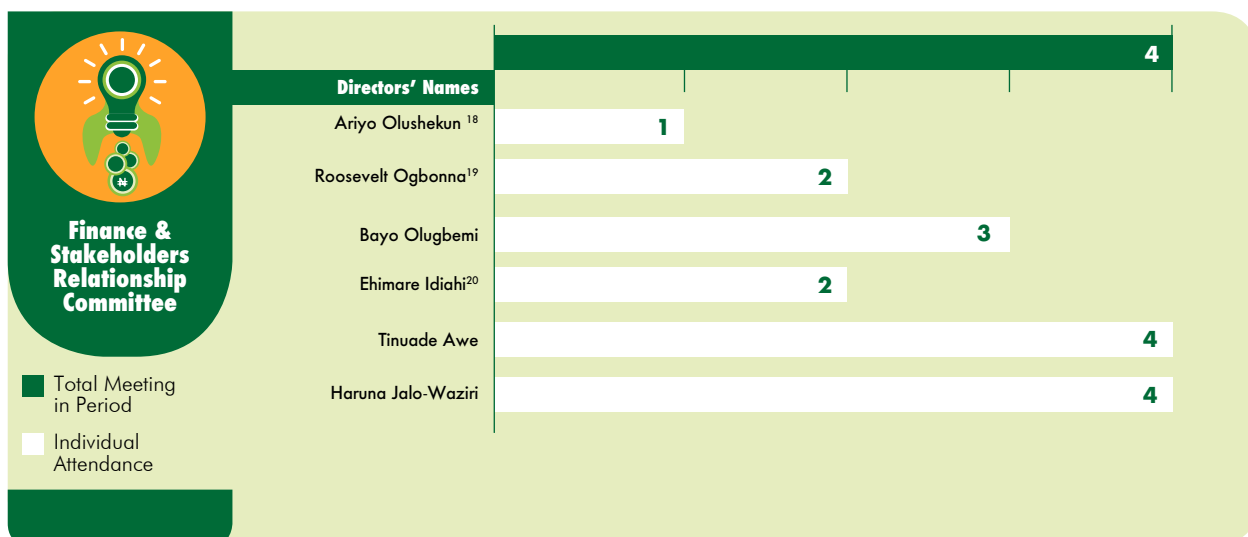 4
Directors' Names
Ariyo Olushekun 18
1
Roosevelt Ogbonna19
2
Bayo Olugbemi
3
Ehimare Idiahi20
2
Tinuade Awe
4
Haruna Jalo-Waziri
4
₦
Finance &
Stakeholders
Relationship
Committee
Total Meeting
in Period
Individual
Attendance